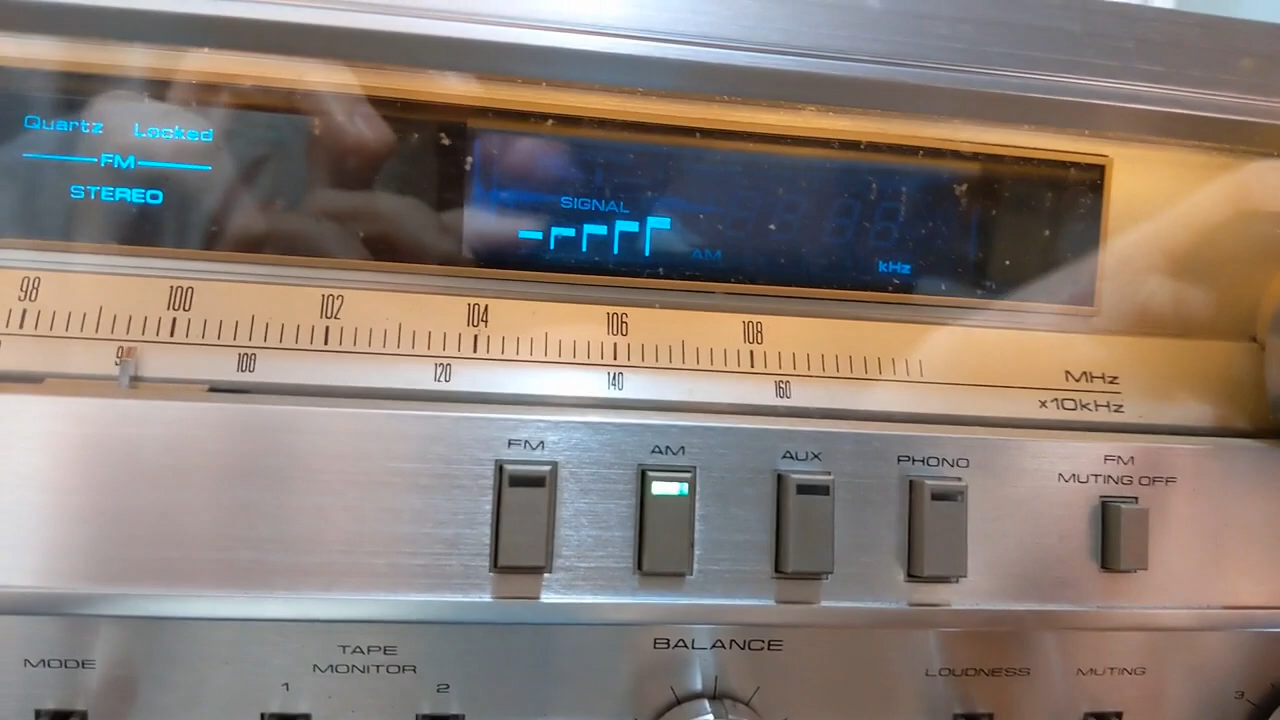 Quartz Locked
FM
STEREO
SIGNAL
AM
kHz
98 100 102 104 106 108
MHz
100 120 140 160
x10kHz
FM
AM
AUX
PHONO
FM
MUTING OFF
MODE
TAPE
MONITOR
1 2
BALANCE
LOUDNESS
MUTING
3